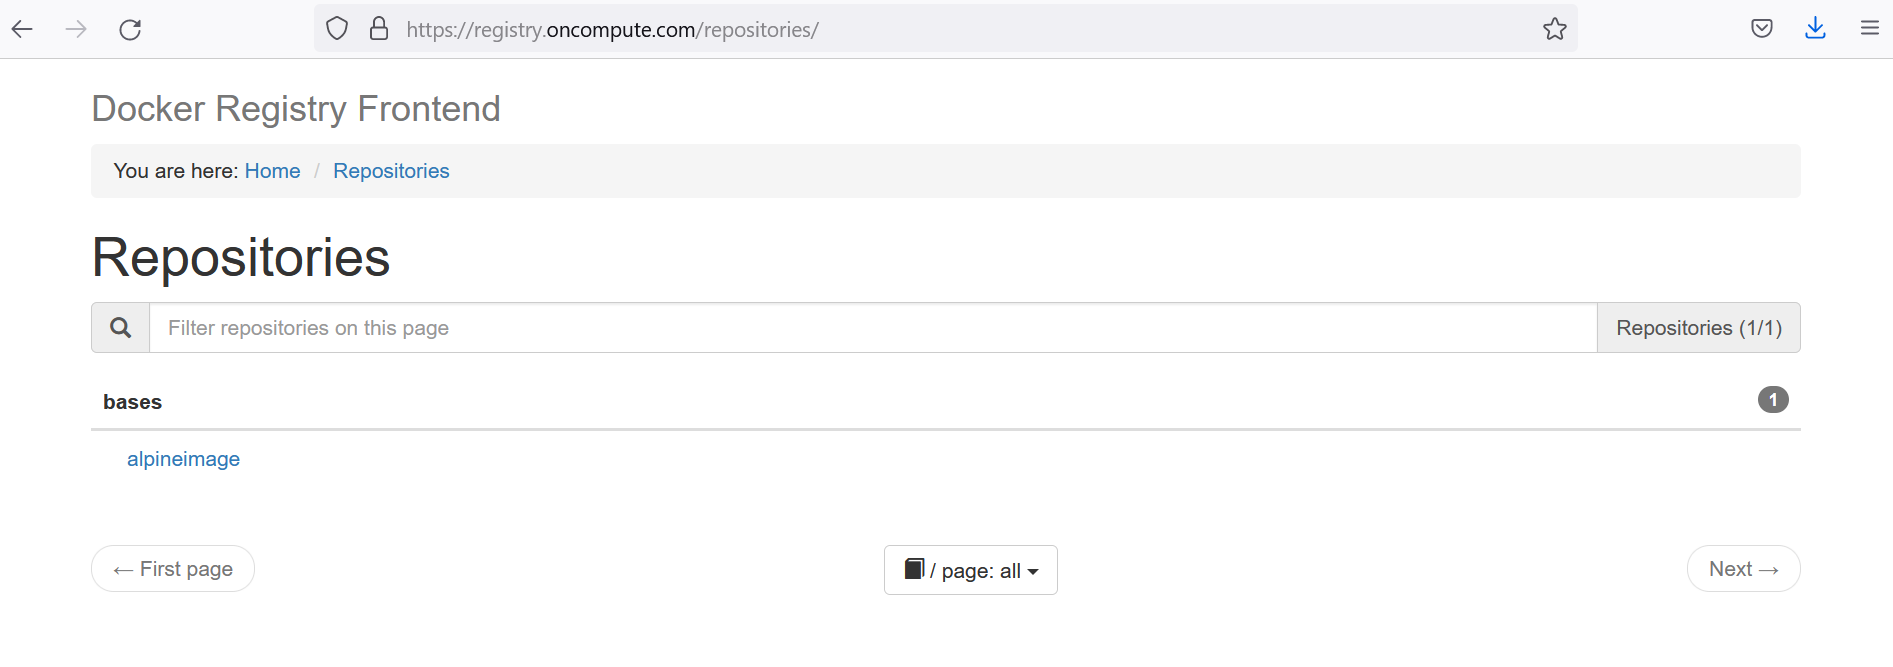 https://registry.oncompute.com/repositories/
Docker Registry Frontend
You are here: Home / Repositories
Repositories
Filter repositories on this page Repositories (1/1)
bases 1
alpineimage
← First page / page: all Next →